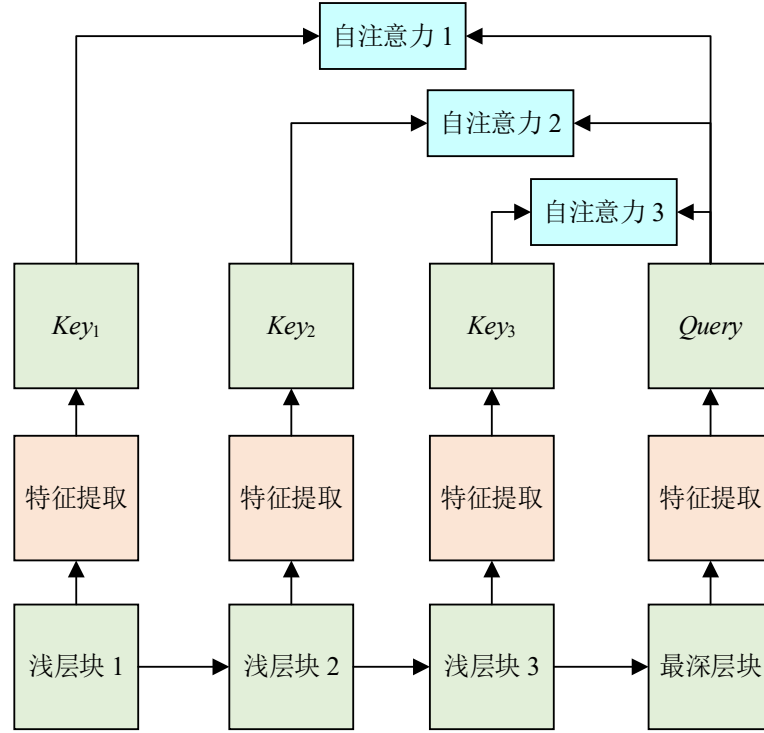 自注意力 1
自注意力 2
自注意力 3
Key₁
Key₂
Key₃
Query
特征提取
特征提取
特征提取
特征提取
浅层块 1
浅层块 2
浅层块 3
最深层块